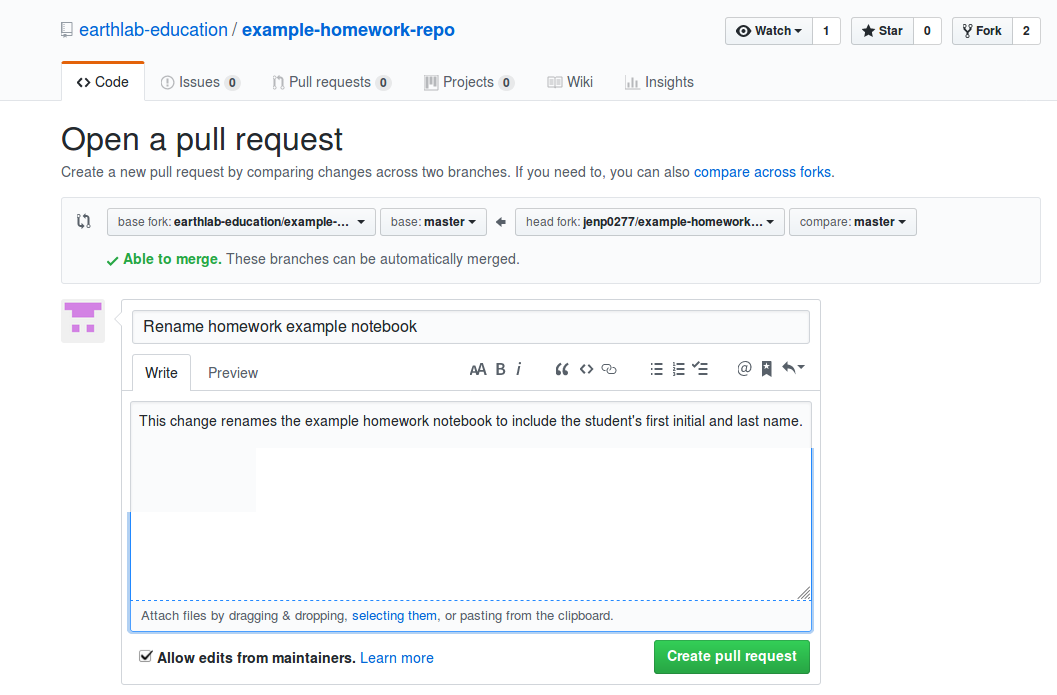 earthlab-education / example-homework-repo
Watch 1 Star 0 Fork 2
Code Issues 0 Pull requests 0 Projects 0 Wiki Insights
Open a pull request
Create a new pull request by comparing changes across two branches. If you need to, you can also compare across forks.
base fork: earthlab-education/example-... base: master head fork: jenp0277/example-homework... compare: master
Able to merge. These branches can be automatically merged.
Rename homework example notebook
Write Preview AA B i “ <> @
This change renames the example homework notebook to include the student's first initial and last name.
Attach files by dragging & dropping, selecting them, or pasting from the clipboard.
Allow edits from maintainers. Learn more Create pull request